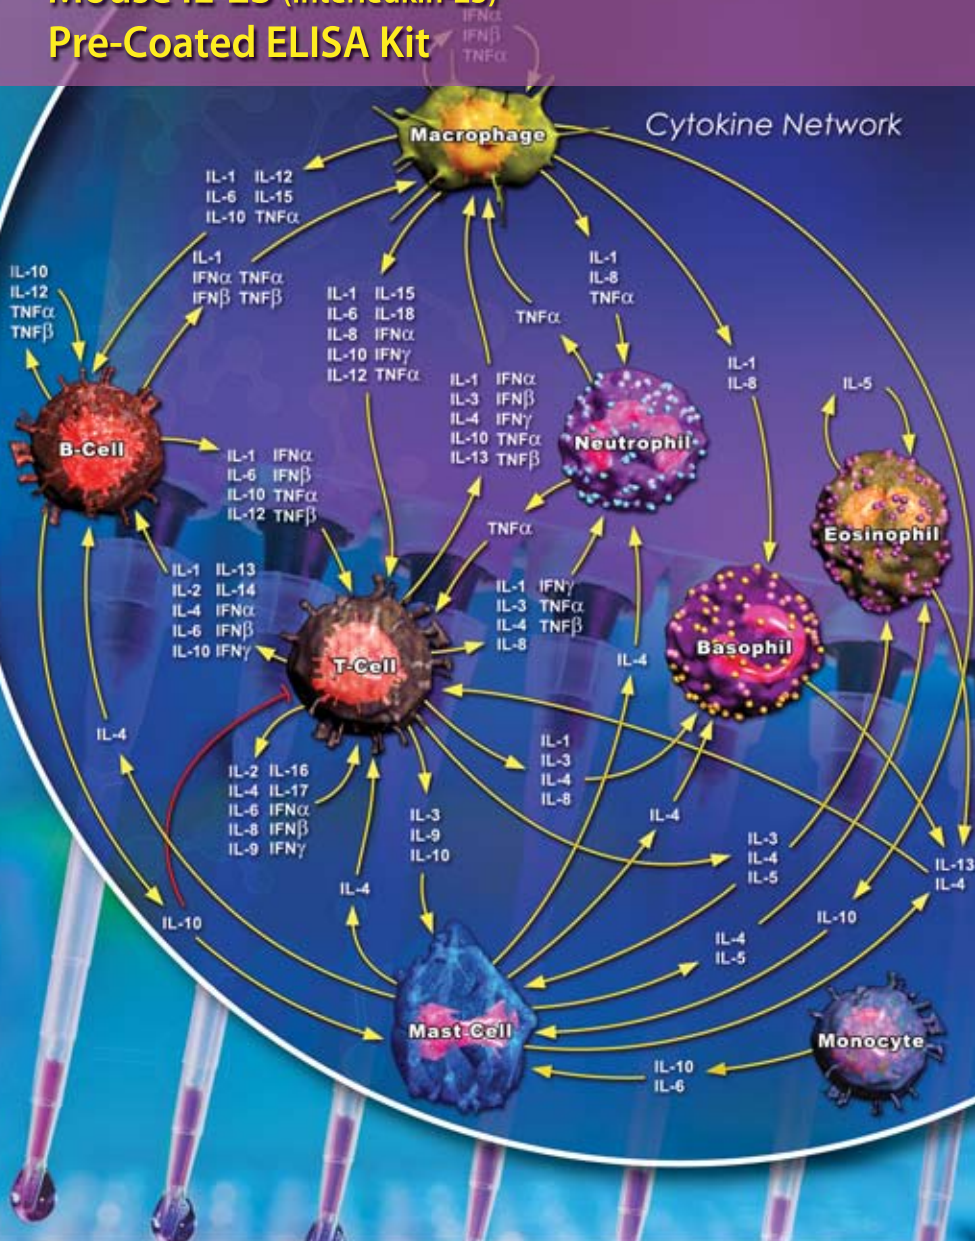 Pre-Coated ELISA Kit
IFNα
IFNβ
TNFα
Cytokine Network
Macrophage
IL-1 IL-12
IL-6 IL-15
IL-10 TNFα
IL-1
IFNα TNFα
IFNβ TNFβ
IL-10
IL-12
TNFα
TNFβ
IL-1 IL-15
IL-6 IL-18
IL-8 IFNα
IL-10 IFNγ
IL-12 TNFα
IL-1
IL-8
TNFα
TNFα
IL-1
IL-8
IL-1 IFNα
IL-3 IFNβ
IL-4 IFNγ
IL-10 TNFα
IL-13 TNFβ
IL-5
B-Cell
Neutrophil
IL-1 IFNα
IL-6 IFNβ
IL-10 TNFα
IL-12 TNFβ
TNFα
Eosinophil
IL-1 IL-13
IL-2 IL-14
IL-4 IFNα
IL-6 IFNβ
IL-10 IFNγ
IL-1 IFNγ
IL-3 TNFα
IL-4 TNFβ
IL-8
T-Cell
IL-4
Basophil
IL-4
IL-1
IL-3
IL-4
IL-8
IL-2 IL-16
IL-4 IL-17
IL-6 IFNα
IL-8 IFNβ
IL-9 IFNγ
IL-3
IL-9
IL-10
IL-4
IL-3
IL-4
IL-5
IL-13
IL-4
IL-4
IL-10
IL-10
IL-4
IL-5
Mast Cell
Monocyte
IL-10
IL-6